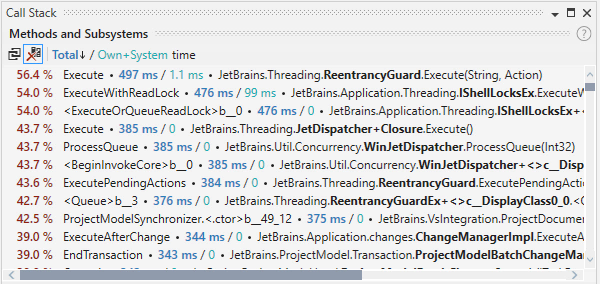 Call Stack
Methods and Subsystems
Total↓ / Own+System time
56.4 % Execute • 497 ms / 1.1 ms • JetBrains.Threading.ReentrancyGuard.Execute(String, Action)
54.0 % ExecuteWithReadLock • 476 ms / 99 ms • JetBrains.Application.Threading.IShellLocksEx.ExecuteW
54.0 % <ExecuteOrQueueReadLock>b__0 • 476 ms / 0 • JetBrains.Application.Threading.IShellLocksEx+<
43.7 % Execute • 385 ms / 0 • JetBrains.Threading.JetDispatcher+Closure.Execute()
43.7 % ProcessQueue • 385 ms / 0 • JetBrains.Util.Concurrency.WinJetDispatcher.ProcessQueue(Int32)
43.7 % <BeginInvokeCore>b__0 • 385 ms / 0 • JetBrains.Util.Concurrency.WinJetDispatcher+<>c__Disp
43.6 % ExecutePendingActions • 384 ms / 0 • JetBrains.Threading.ReentrancyGuard.ExecutePendingAction
42.7 % <Queue>b__3 • 376 ms / 0 • JetBrains.Threading.ReentrancyGuardEx+<>c__DisplayClass0_0.<Q
42.5 % ProjectModelSynchronizer.<.ctor>b__49_12 • 375 ms / 0 • JetBrains.VsIntegration.ProjectDocumen
39.0 % ExecuteAfterChange • 344 ms / 0 • JetBrains.Application.changes.ChangeManagerImpl.ExecuteA
39.0 % EndTransaction • 343 ms / 0 • JetBrains.ProjectModel.Transaction.ProjectModelBatchChangeMan